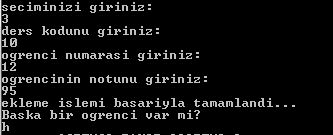 seciminizi giriniz:
3
ders kodunu giriniz:
10
ogrenci numarasi giriniz:
12
ogrencinin notunu giriniz:
95
ekleme islemi basariyla tamamlandi...
Baska bir ogrenci var mi?
h